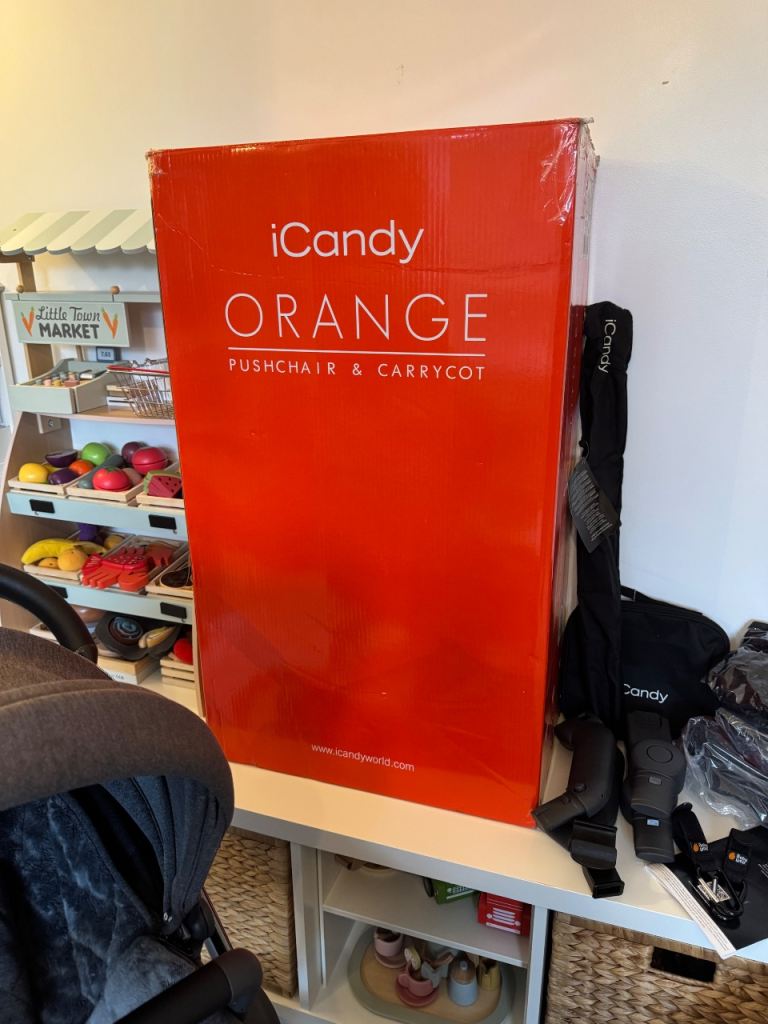 iCandy
ORANGE
PUSHCHAIR & CARRYCOT
www.icandyworld.com
Little Town
MARKET
iCandy
iCandy